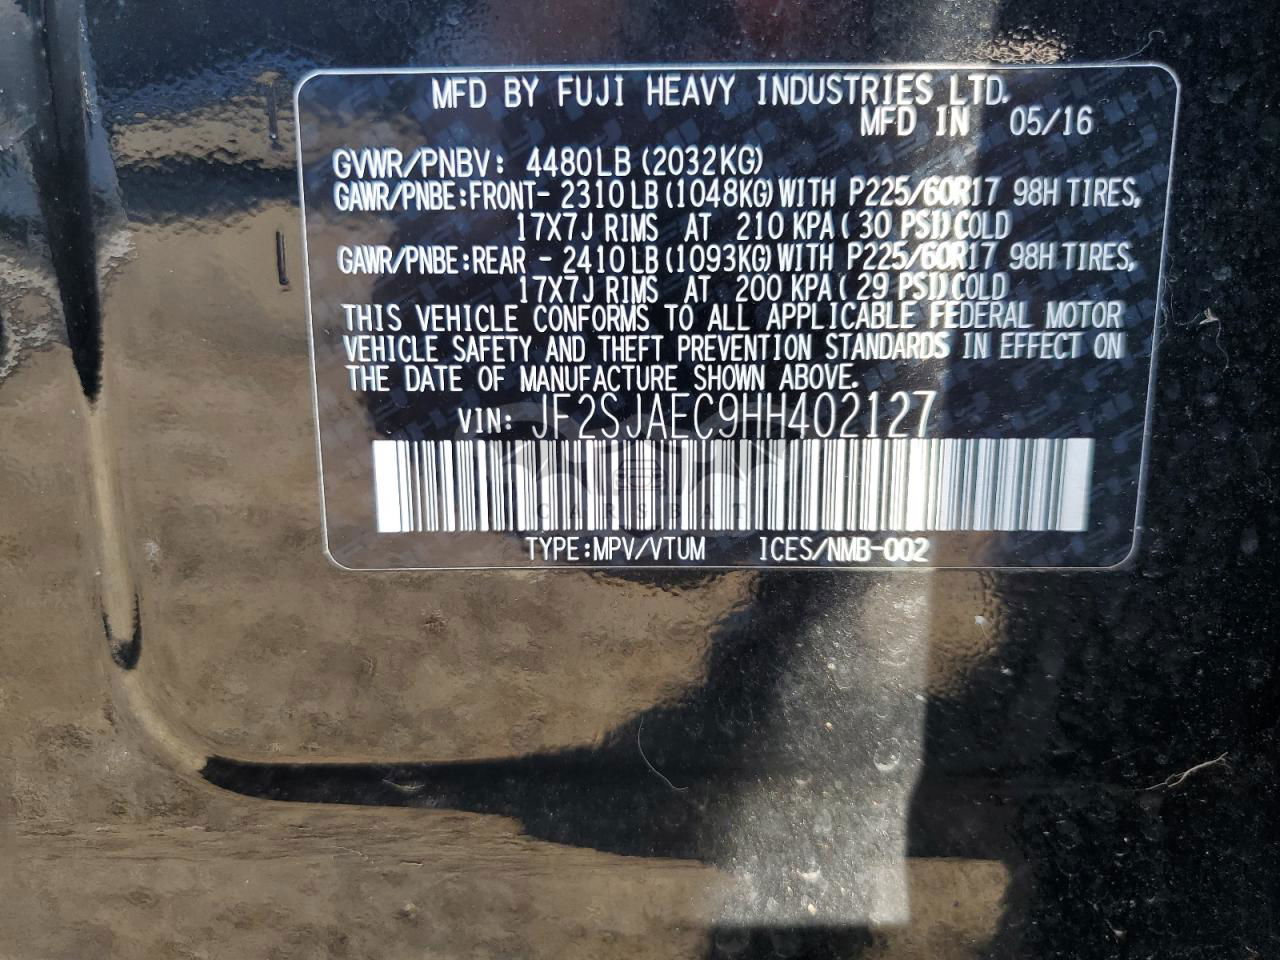 MFD BY FUJI HEAVY INDUSTRIES LTD.
MFD IN 05/16
GVWR/PNBV: 4480LB (2032KG)
GAWR/PNBE:FRONT- 2310LB (1048KG) WITH P225/60R17 98H TIRES,
17X7J RIMS AT 210 KPA( 30 PSI)COLD
GAWR/PNBE:REAR - 2410LB (1093KG) WITH P225/60R17 98H TIRES,
17X7J RIMS AT 200 KPA( 29 PSI)COLD
THIS VEHICLE CONFORMS TO ALL APPLICABLE FEDERAL MOTOR
VEHICLE SAFETY AND THEFT PREVENTION STANDARDS IN EFFECT ON
THE DATE OF MANUFACTURE SHOWN ABOVE.
VIN: JF2SJAEC9HH402127
CARSBAT
TYPE:MPV/VTUM ICES/NMB-002